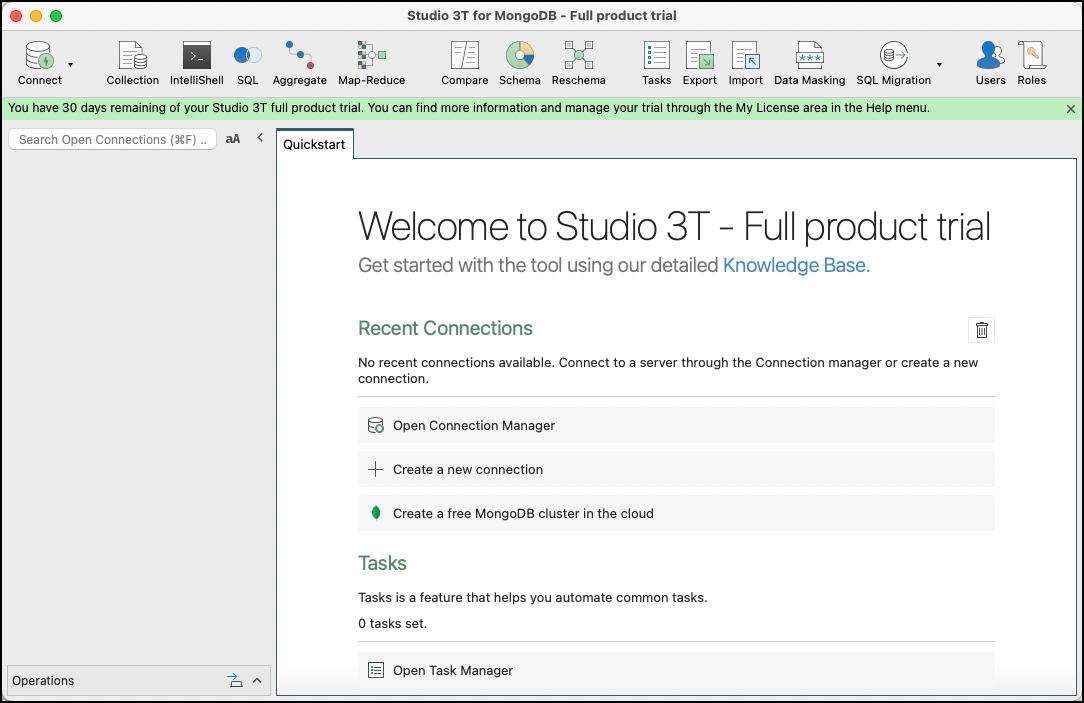 Studio 3T for MongoDB - Full product trial
Connect
Collection
IntelliShell
SQL
Aggregate
Map-Reduce
Compare
Schema
Reschema
Tasks
Export
Import
Data Masking
SQL Migration
Users
Roles
You have 30 days remaining of your Studio 3T full product trial. You can find more information and manage your trial through the My License area in the Help menu.
Search Open Connections (⌘F) ..
aA
Quickstart
Welcome to Studio 3T - Full product trial
Get started with the tool using our detailed Knowledge Base.
Recent Connections
No recent connections available. Connect to a server through the Connection manager or create a new
connection.
Open Connection Manager
Create a new connection
Create a free MongoDB cluster in the cloud
Tasks
Tasks is a feature that helps you automate common tasks.
0 tasks set.
Open Task Manager
Operations